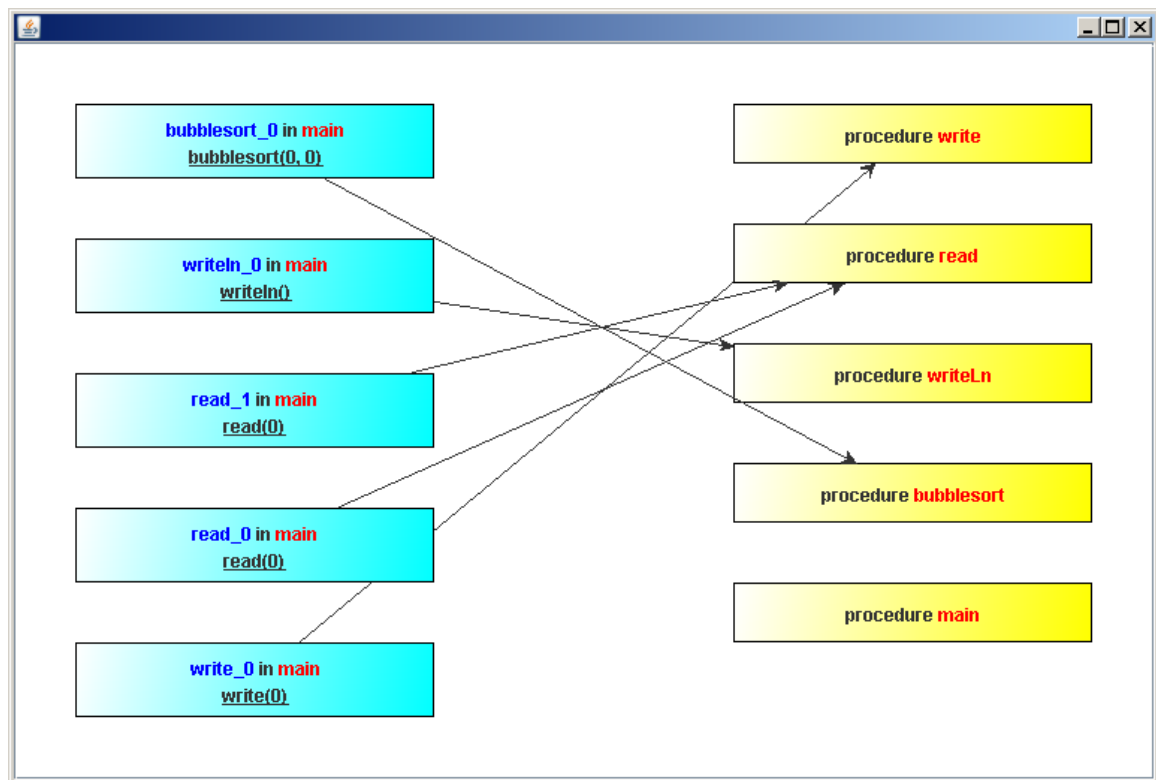 bubblesort_0 in main
bubblesort(0, 0)
writeln_0 in main
writeln()
read_1 in main
read(0)
read_0 in main
read(0)
write_0 in main
write(0)
procedure write
procedure read
procedure writeLn
procedure bubblesort
procedure main